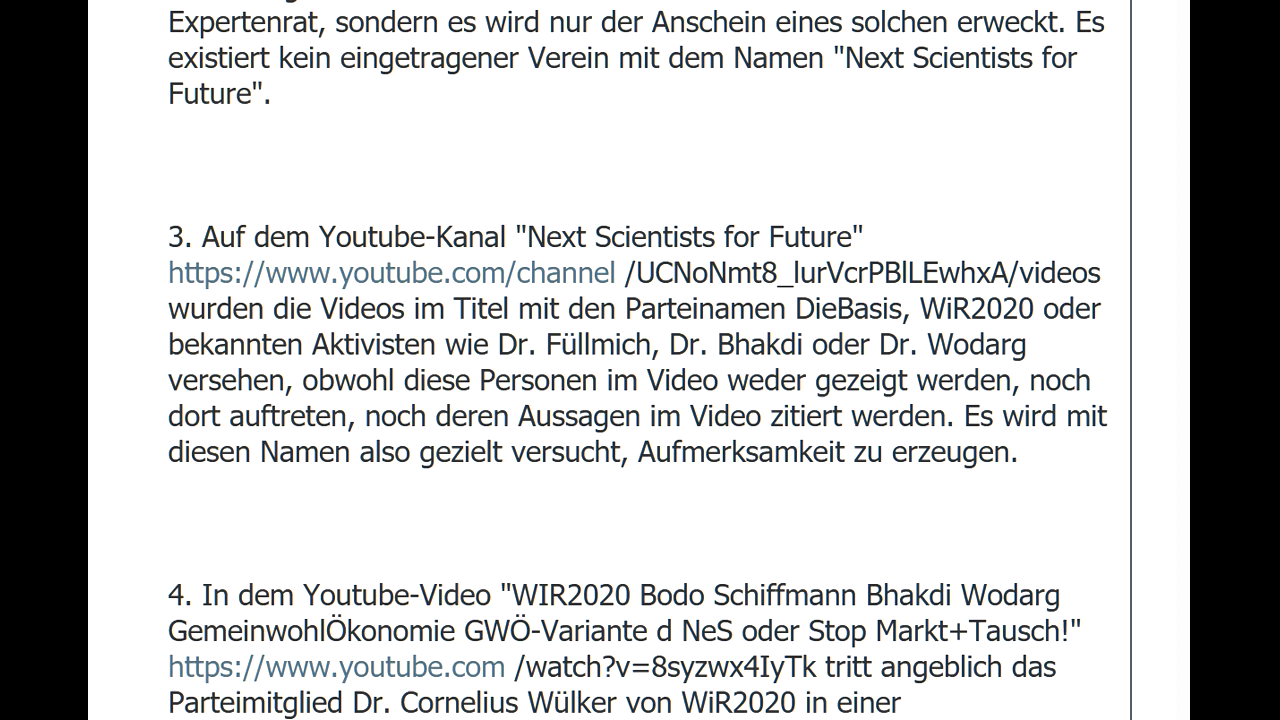 Expertenrat, sondern es wird nur der Anschein eines solchen erweckt. Es
existiert kein eingetragener Verein mit dem Namen "Next Scientists for
Future".
3. Auf dem Youtube-Kanal "Next Scientists for Future"
https://www.youtube.com/channel /UCNoNmt8_lurVcrPBlLEwhxA/videos
wurden die Videos im Titel mit den Parteinamen DieBasis, WiR2020 oder
bekannten Aktivisten wie Dr. Füllmich, Dr. Bhakdi oder Dr. Wodarg
versehen, obwohl diese Personen im Video weder gezeigt werden, noch
dort auftreten, noch deren Aussagen im Video zitiert werden. Es wird mit
diesen Namen also gezielt versucht, Aufmerksamkeit zu erzeugen.
4. In dem Youtube-Video "WIR2020 Bodo Schiffmann Bhakdi Wodarg
GemeinwohlÖkonomie GWÖ-Variante d NeS oder Stop Markt+Tausch!"
https://www.youtube.com /watch?v=8syzwx4IyTk tritt angeblich das
Parteimitglied Dr. Cornelius Wülker von WiR2020 in einer